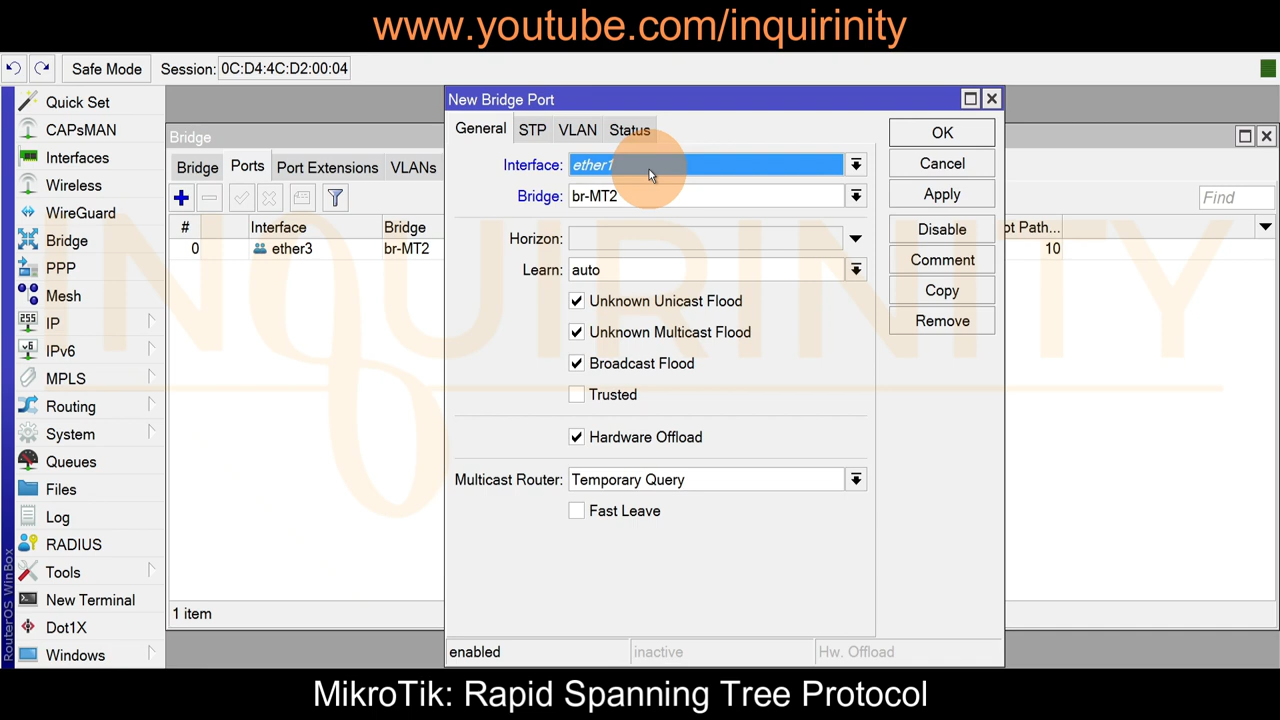 www.youtube.com/inquirinity
Safe Mode Session: 0C:D4:4C:D2:00:04
Quick Set
CAPsMAN
Interfaces
Wireless
WireGuard
Bridge
PPP
Mesh
IP
IPv6
MPLS
Routing
System
Queues
Files
Log
RADIUS
Tools
New Terminal
Dot1X
Windows
RouterOS WinBox
Bridge
Bridge Ports Port Extensions VLANs
Find
# Interface Bridge ot Path...
0 ether3 br-MT2 10
1 item
New Bridge Port
General STP VLAN Status
Interface: ether1
Bridge: br-MT2
Horizon:
Learn: auto
Unknown Unicast Flood
Unknown Multicast Flood
Broadcast Flood
Trusted
Hardware Offload
Multicast Router: Temporary Query
Fast Leave
OK
Cancel
Apply
Disable
Comment
Copy
Remove
enabled inactive Hw. Offload
INQUIRINITY
MikroTik: Rapid Spanning Tree Protocol